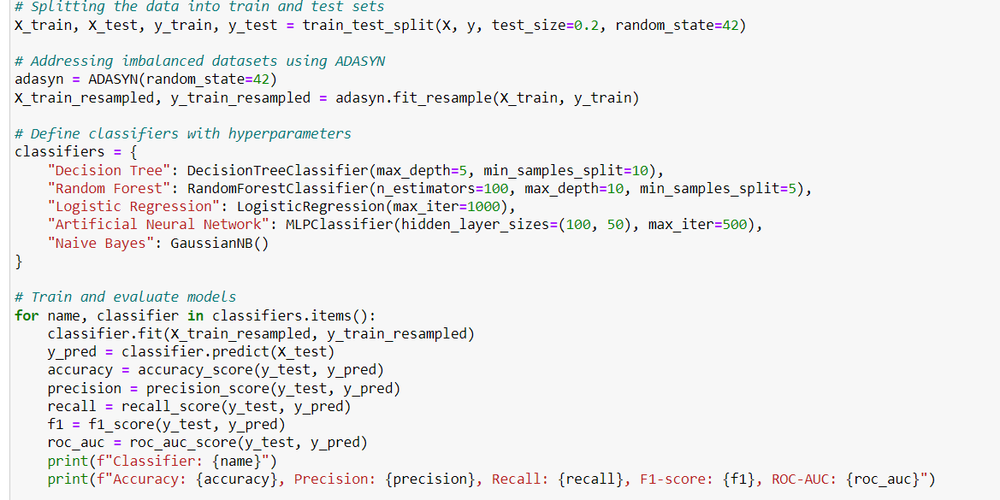 # Splitting the data into train and test sets
X_train, X_test, y_train, y_test = train_test_split(X, y, test_size=0.2, random_state=42)

# Addressing imbalanced datasets using ADASYN
adasyn = ADASYN(random_state=42)
X_train_resampled, y_train_resampled = adasyn.fit_resample(X_train, y_train)

# Define classifiers with hyperparameters
classifiers = {
    "Decision Tree": DecisionTreeClassifier(max_depth=5, min_samples_split=10),
    "Random Forest": RandomForestClassifier(n_estimators=100, max_depth=10, min_samples_split=5),
    "Logistic Regression": LogisticRegression(max_iter=1000),
    "Artificial Neural Network": MLPClassifier(hidden_layer_sizes=(100, 50), max_iter=500),
    "Naive Bayes": GaussianNB()
}

# Train and evaluate models
for name, classifier in classifiers.items():
    classifier.fit(X_train_resampled, y_train_resampled)
    y_pred = classifier.predict(X_test)
    accuracy = accuracy_score(y_test, y_pred)
    precision = precision_score(y_test, y_pred)
    recall = recall_score(y_test, y_pred)
    f1 = f1_score(y_test, y_pred)
    roc_auc = roc_auc_score(y_test, y_pred)
    print(f"Classifier: {name}")
    print(f"Accuracy: {accuracy}, Precision: {precision}, Recall: {recall}, F1-score: {f1}, ROC-AUC: {roc_auc}")